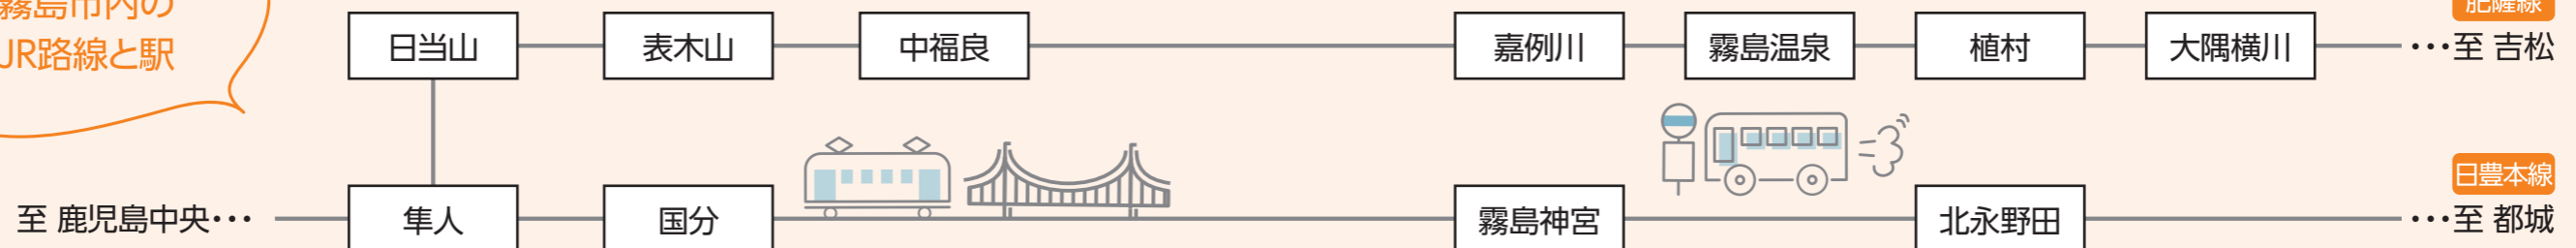 霧島市内の
JR路線と駅
肥薩線
日当山 表木山 中福良 嘉例川 霧島温泉 植村 大隅横川 …至 吉松
日豊本線
至 鹿児島中央… 隼人 国分 霧島神宮 北永野田 …至 都城